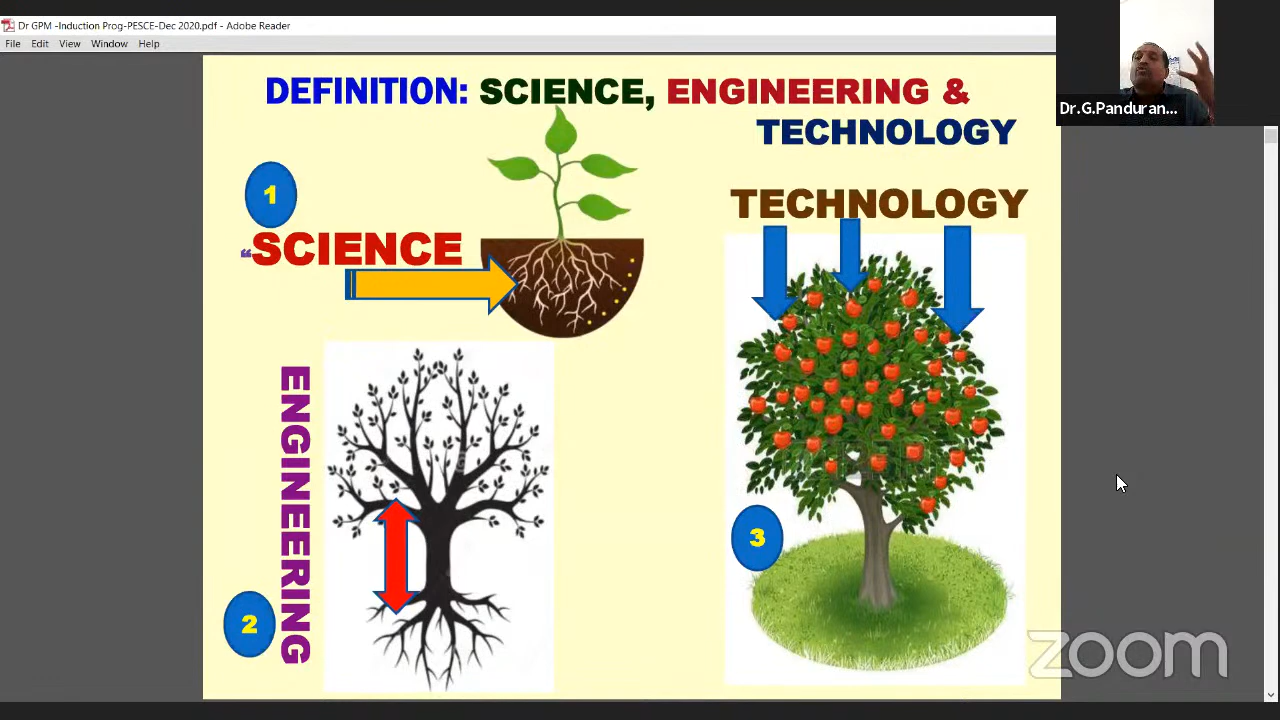 Dr GPM -Induction Prog-PESCE-Dec 2020.pdf - Adobe Reader
File Edit View Window Help
Dr.G.Panduran...
DEFINITION: SCIENCE, ENGINEERING &
TECHNOLOGY
1
“SCIENCE
TECHNOLOGY
ENGINEERING
2
3
zoom